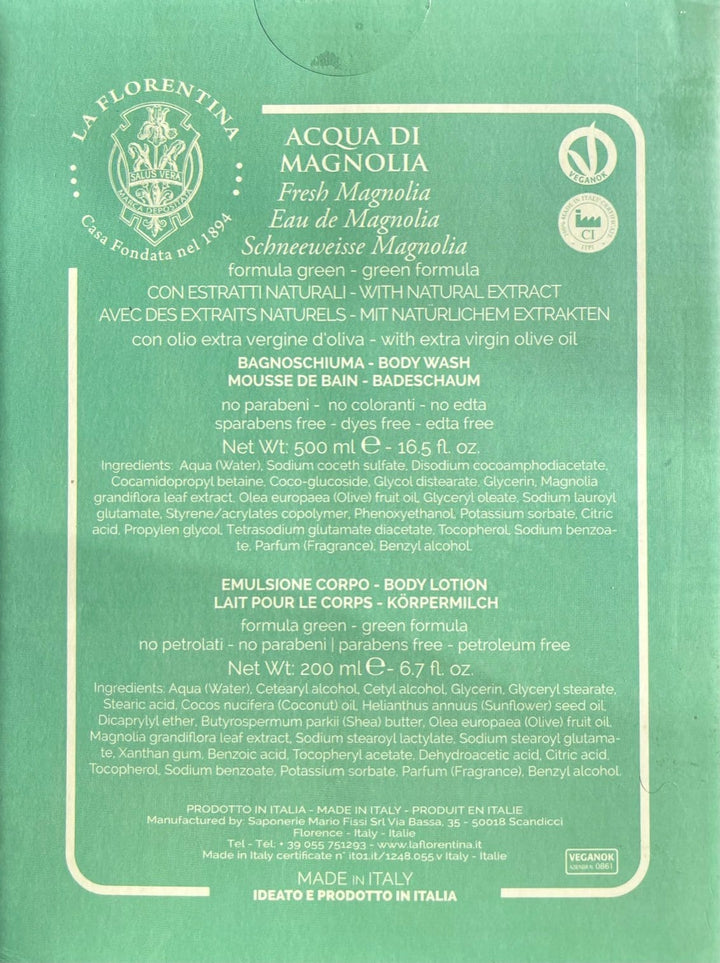 LA FLORENTINA
SALUS VERA
MARCA DEPOSITATA
Casa Fondata nel 1894
ACQUA DI
MAGNOLIA
Fresh Magnolia
Eau de Magnolia
Schneeweisse Magnolia
VEGANOK
100% MADE IN ITALY CERTIFICATE
CI
ITPI
formula green - green formula
CON ESTRATTI NATURALI - WITH NATURAL EXTRACT
AVEC DES EXTRAITS NATURELS - MIT NATÜRLICHEM EXTRAKTEN
con olio extra vergine d'oliva - with extra virgin olive oil
BAGNOSCHIUMA - BODY WASH
MOUSSE DE BAIN - BADESCHAUM
no parabeni - no coloranti - no edta
sparabens free - dyes free - edta free
Net Wt: 500 ml ℮ - 16.5 fl. oz.
Ingredients: Aqua (Water), Sodium coceth sulfate, Disodium cocoamphodiacetate,
Cocamidopropyl betaine, Coco-glucoside, Glycol distearate, Glycerin, Magnolia
grandiflora leaf extract, Olea europaea (Olive) fruit oil, Glyceryl oleate, Sodium lauroyl
glutamate, Styrene/acrylates copolymer, Phenoxyethanol, Potassium sorbate, Citric
acid, Propylen glycol, Tetrasodium glutamate diacetate, Tocopherol, Sodium benzoa-
te, Parfum (Fragrance), Benzyl alcohol.
EMULSIONE CORPO - BODY LOTION
LAIT POUR LE CORPS - KÖRPERMILCH
formula green - green formula
no petrolati - no parabeni | parabens free - petroleum free
Net Wt: 200 ml ℮ - 6.7 fl. oz.
Ingredients: Aqua (Water), Cetearyl alcohol, Cetyl alcohol, Glycerin, Glyceryl stearate,
Stearic acid, Cocos nucifera (Coconut) oil, Helianthus annuus (Sunflower) seed oil,
Dicaprylyl ether, Butyrospermum parkii (Shea) butter, Olea europaea (Olive) fruit oil,
Magnolia grandiflora leaf extract, Sodium stearoyl lactylate, Sodium stearoyl glutama-
te, Xanthan gum, Benzoic acid, Tocopheryl acetate, Dehydroacetic acid, Citric acid,
Tocopherol, Sodium benzoate, Potassium sorbate, Parfum (Fragrance), Benzyl alcohol.
PRODOTTO IN ITALIA - MADE IN ITALY - PRODUIT EN ITALIE
Manufactured by: Saponerie Mario Fissi Srl Via Bassa, 35 - 50018 Scandicci
Florence - Italy - Italie
Tel - Tél: + 39 055 751293 - www.laflorentina.it
Made in Italy certificate n° it01.it/1248.055.v Italy - Italie
VEGANOK
AZIENDA N. 0861
MADE IN ITALY
IDEATO E PRODOTTO IN ITALIA